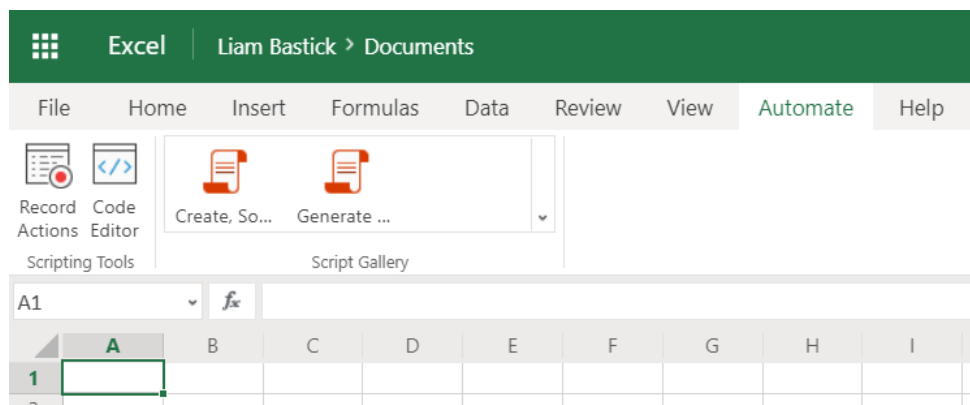 Excel Liam Bastick > Documents
File Home Insert Formulas Data Review View Automate Help
Record Actions Code Editor Create, So... Generate ...
Scripting Tools Script Gallery
A1 fx
A B C D E F G H I
1